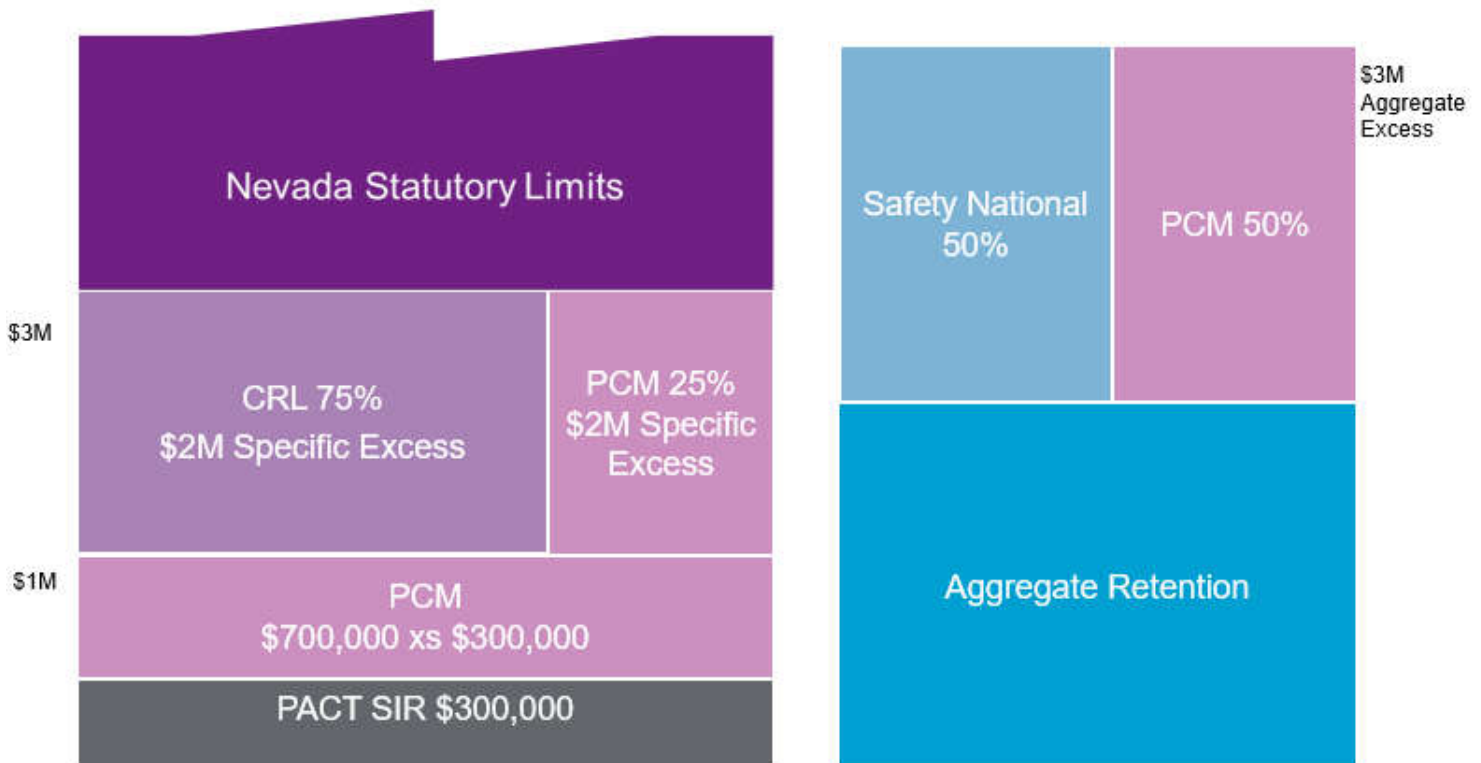 Nevada Statutory Limits
$3M
CRL 75%
$2M Specific Excess
PCM 25%
$2M Specific
Excess
$1M
PCM
$700,000 xs $300,000
PACT SIR $300,000
Safety National
50%
PCM 50%
$3M
Aggregate
Excess
Aggregate Retention